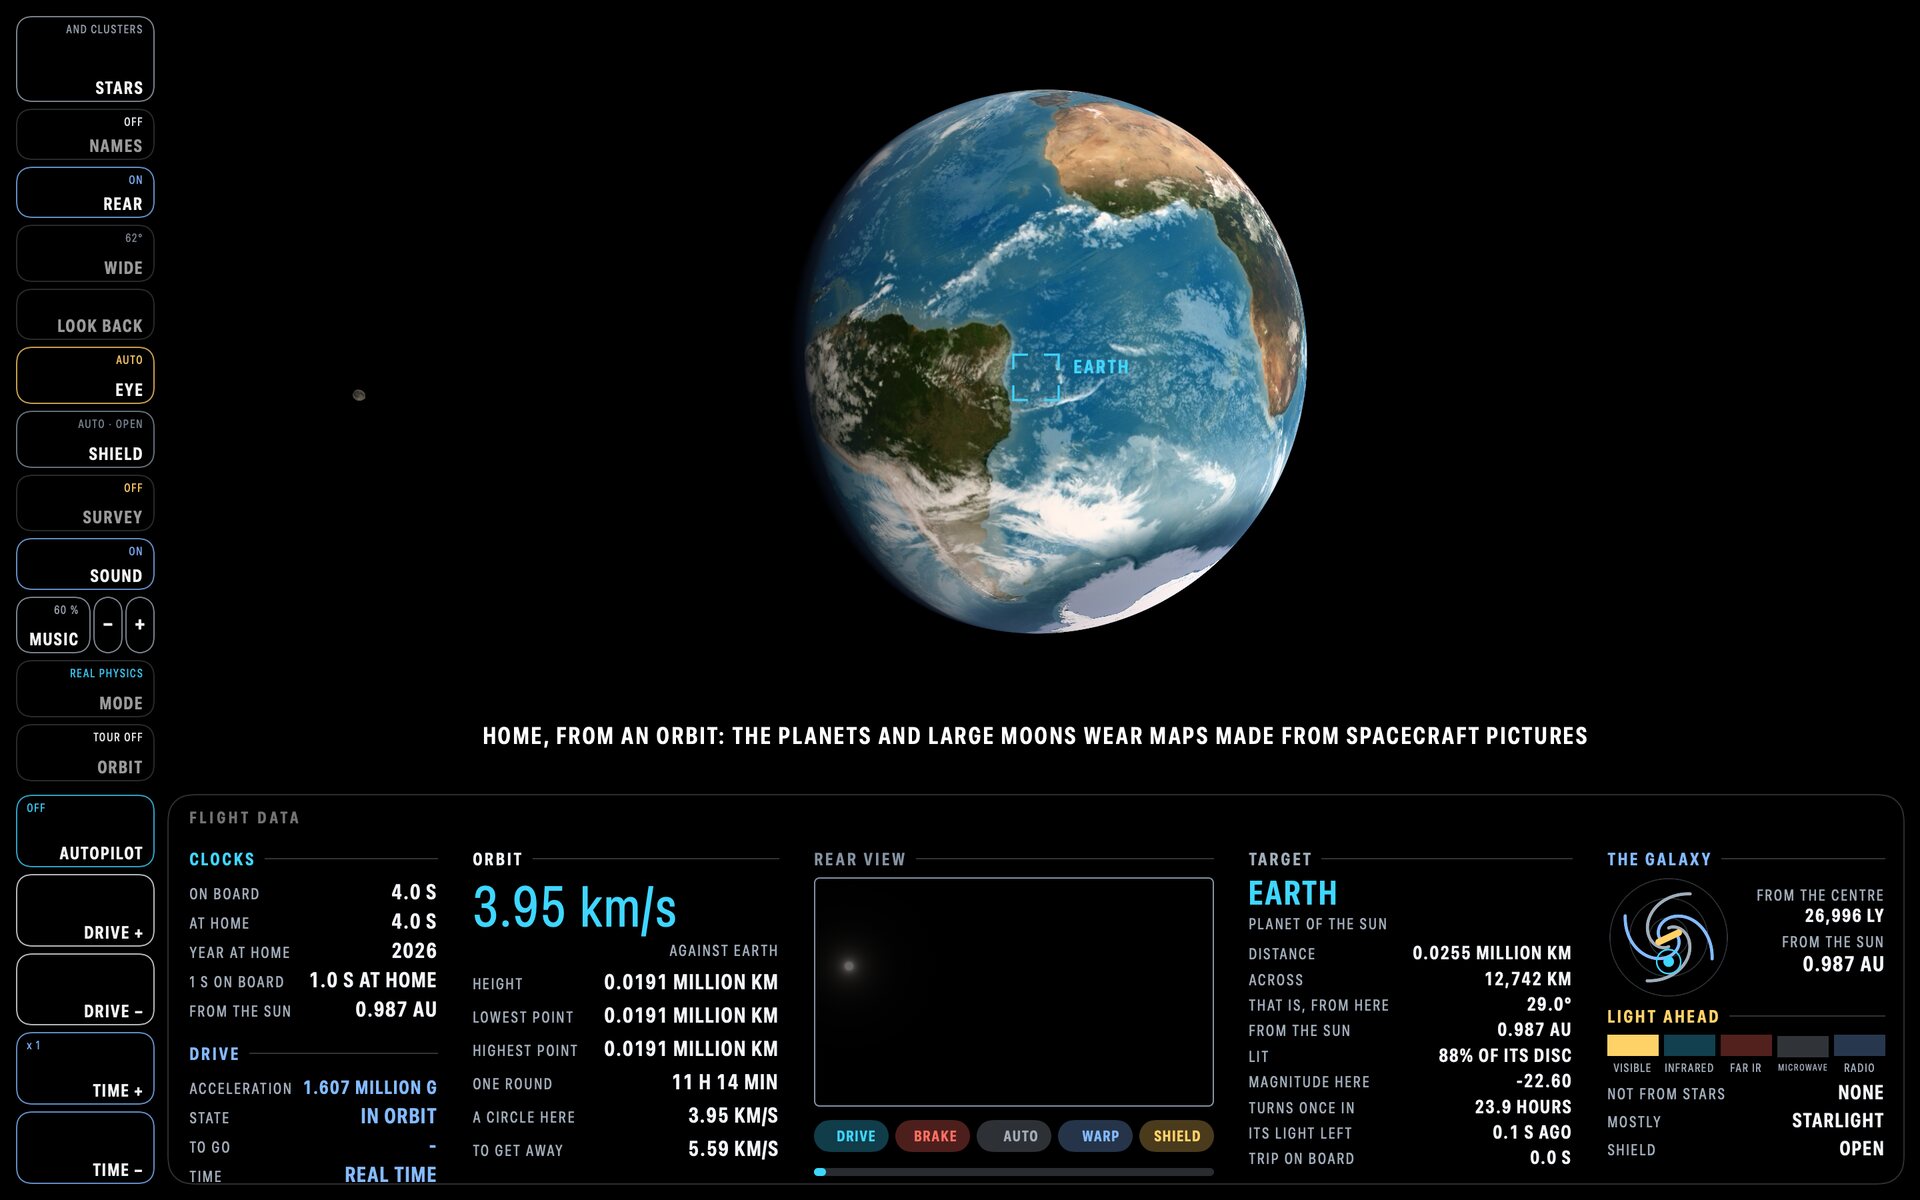 AND CLUSTERS
STARS
OFF
NAMES
ON
REAR
62°
WIDE
LOOK BACK
AUTO
EYE
AUTO · OPEN
SHIELD
OFF
SURVEY
ON
SOUND
60 %
MUSIC − +
REAL PHYSICS
MODE
TOUR OFF
ORBIT
OFF
AUTOPILOT
DRIVE +
DRIVE −
x 1
TIME +
TIME −
EARTH
HOME, FROM AN ORBIT: THE PLANETS AND LARGE MOONS WEAR MAPS MADE FROM SPACECRAFT PICTURES
FLIGHT DATA
CLOCKS
ON BOARD 4.0 S
AT HOME 4.0 S
YEAR AT HOME 2026
1 S ON BOARD 1.0 S AT HOME
FROM THE SUN 0.987 AU
DRIVE
ACCELERATION 1.607 MILLION G
STATE IN ORBIT
TO GO -
TIME REAL TIME
ORBIT
3.95 km/s
AGAINST EARTH
HEIGHT 0.0191 MILLION KM
LOWEST POINT 0.0191 MILLION KM
HIGHEST POINT 0.0191 MILLION KM
ONE ROUND 11 H 14 MIN
A CIRCLE HERE 3.95 KM/S
TO GET AWAY 5.59 KM/S
REAR VIEW
DRIVE BRAKE AUTO WARP SHIELD
TARGET
EARTH
PLANET OF THE SUN
DISTANCE 0.0255 MILLION KM
ACROSS 12,742 KM
THAT IS, FROM HERE 29.0°
FROM THE SUN 0.987 AU
LIT 88% OF ITS DISC
MAGNITUDE HERE -22.60
TURNS ONCE IN 23.9 HOURS
ITS LIGHT LEFT 0.1 S AGO
TRIP ON BOARD 0.0 S
THE GALAXY
FROM THE CENTRE
26,996 LY
FROM THE SUN
0.987 AU
LIGHT AHEAD
VISIBLE INFRARED FAR IR MICROWAVE RADIO
NOT FROM STARS NONE
MOSTLY STARLIGHT
SHIELD OPEN